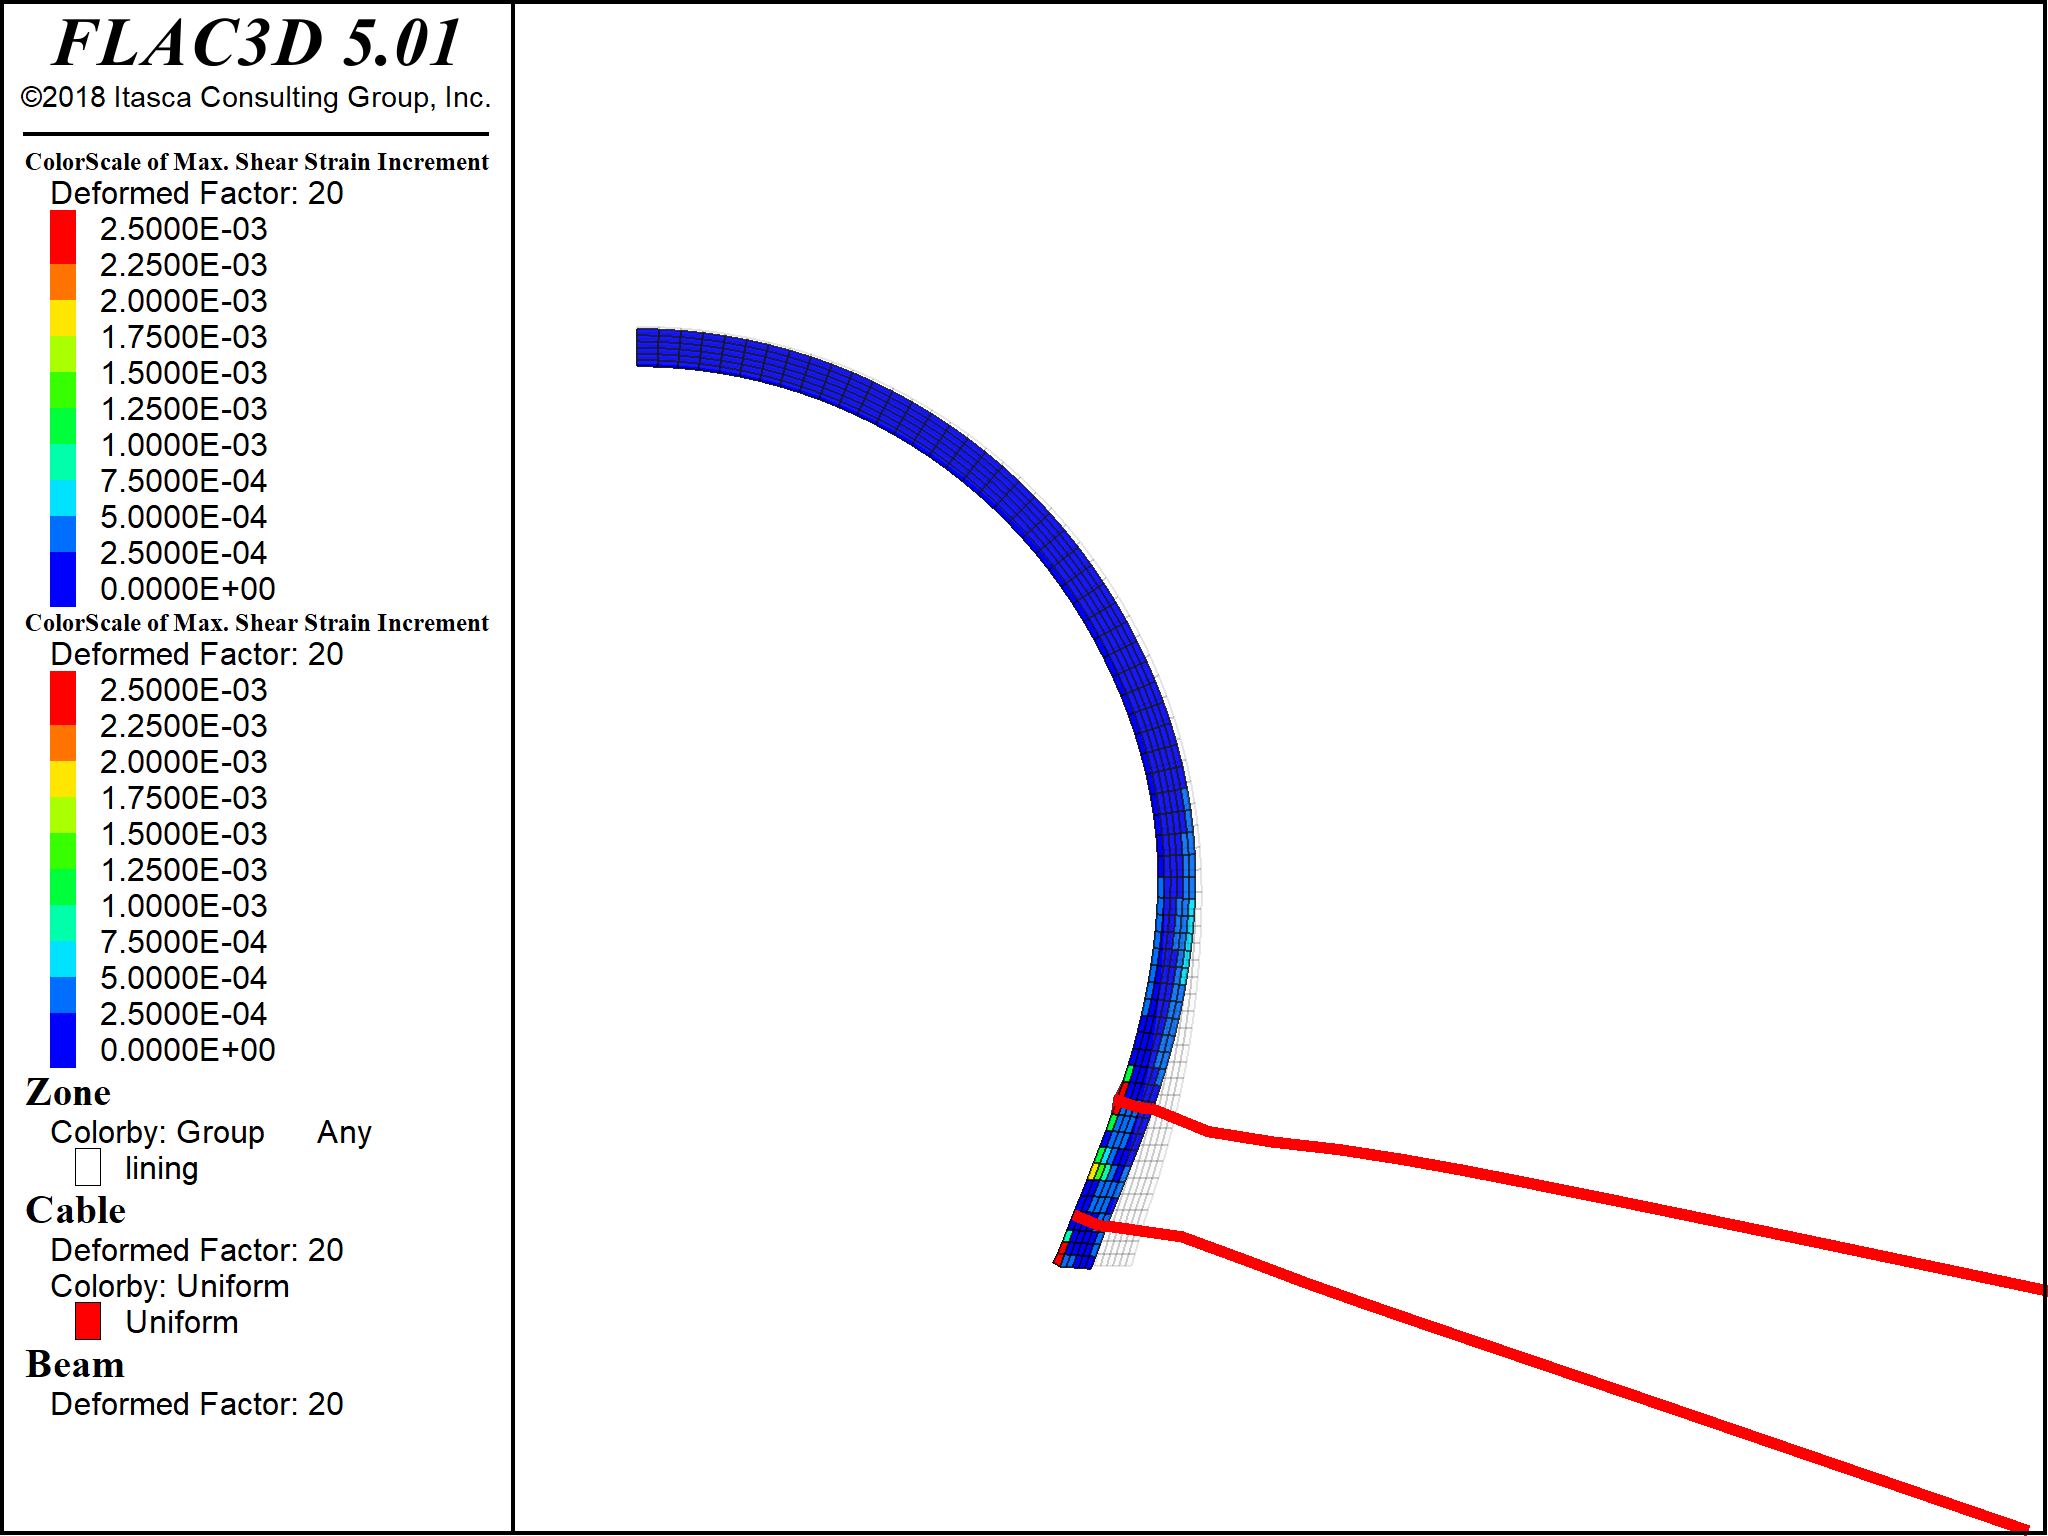 FLAC3D 5.01
©2018 Itasca Consulting Group, Inc.
ColorScale of Max. Shear Strain Increment
Deformed Factor: 20
2.5000E-03
2.2500E-03
2.0000E-03
1.7500E-03
1.5000E-03
1.2500E-03
1.0000E-03
7.5000E-04
5.0000E-04
2.5000E-04
0.0000E+00
ColorScale of Max. Shear Strain Increment
Deformed Factor: 20
2.5000E-03
2.2500E-03
2.0000E-03
1.7500E-03
1.5000E-03
1.2500E-03
1.0000E-03
7.5000E-04
5.0000E-04
2.5000E-04
0.0000E+00
Zone
Colorby: Group Any
lining
Cable
Deformed Factor: 20
Colorby: Uniform
Uniform
Beam
Deformed Factor: 20